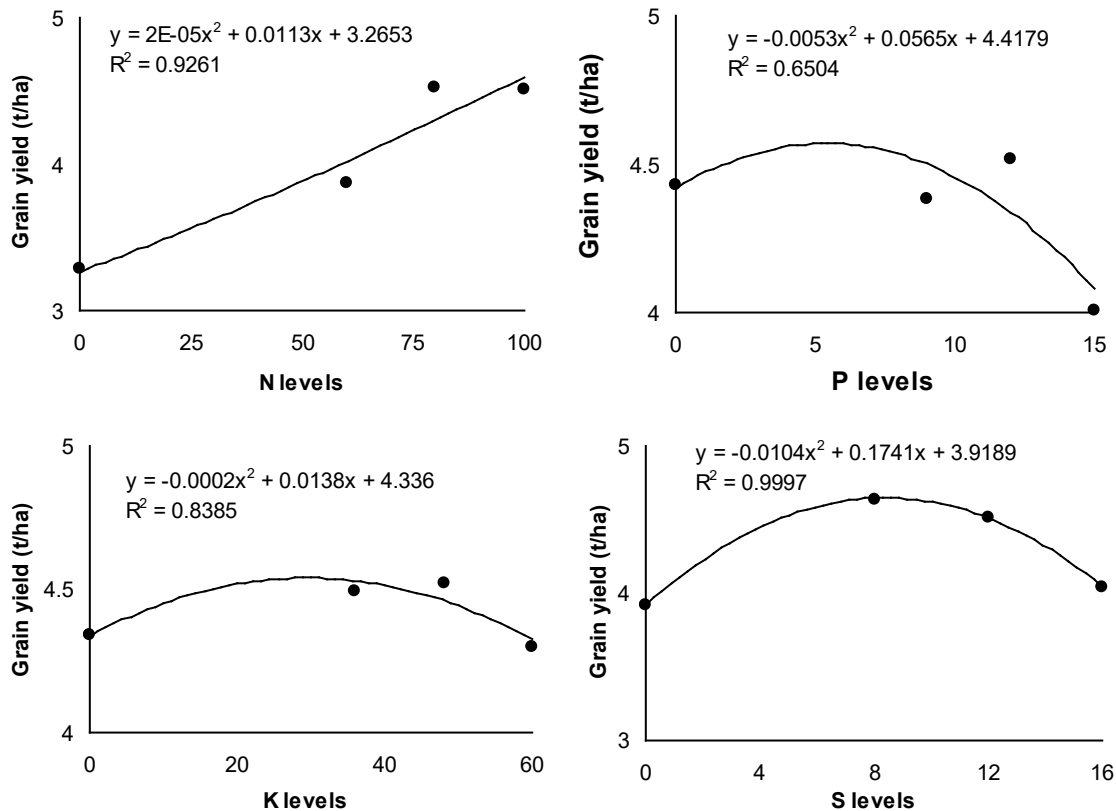 y = 2E-05x² + 0.0113x + 3.2653
R² = 0.9261
Grain yield (t/ha)
5
4
3
0 25 50 75 100
N levels
y = -0.0053x² + 0.0565x + 4.4179
R² = 0.6504
Grain yield (t/ha)
5
4.5
4
0 5 10 15
P levels
y = -0.0002x² + 0.0138x + 4.336
R² = 0.8385
Grain yield (t/ha)
5
4.5
4
0 20 40 60
K levels
y = -0.0104x² + 0.1741x + 3.9189
R² = 0.9997
Grain yield (t/ha)
5
4
3
0 4 8 12 16
S levels